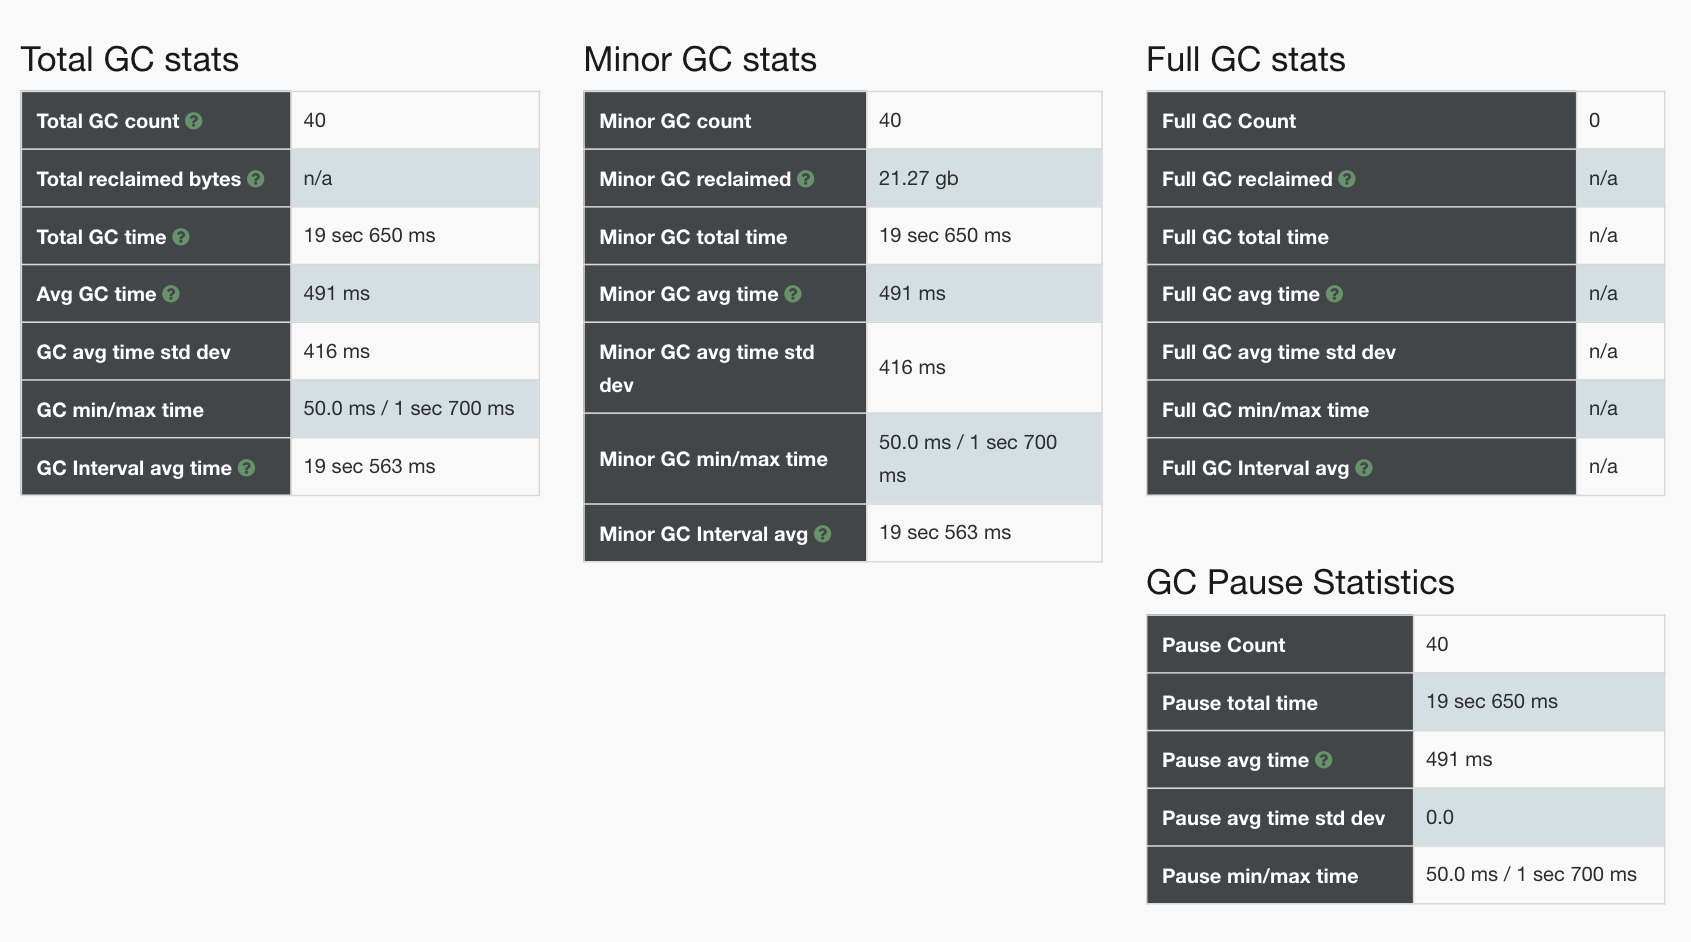 Total GC stats
Total GC count ? 40
Total reclaimed bytes ? n/a
Total GC time ? 19 sec 650 ms
Avg GC time ? 491 ms
GC avg time std dev 416 ms
GC min/max time 50.0 ms / 1 sec 700 ms
GC Interval avg time ? 19 sec 563 ms
Minor GC stats
Minor GC count 40
Minor GC reclaimed ? 21.27 gb
Minor GC total time 19 sec 650 ms
Minor GC avg time ? 491 ms
Minor GC avg time std
dev
416 ms
Minor GC min/max time
50.0 ms / 1 sec 700
ms
Minor GC Interval avg ? 19 sec 563 ms
Full GC stats
Full GC Count 0
Full GC reclaimed ? n/a
Full GC total time n/a
Full GC avg time ? n/a
Full GC avg time std dev n/a
Full GC min/max time n/a
Full GC Interval avg ? n/a
GC Pause Statistics
Pause Count 40
Pause total time 19 sec 650 ms
Pause avg time ? 491 ms
Pause avg time std dev 0.0
Pause min/max time 50.0 ms / 1 sec 700 ms